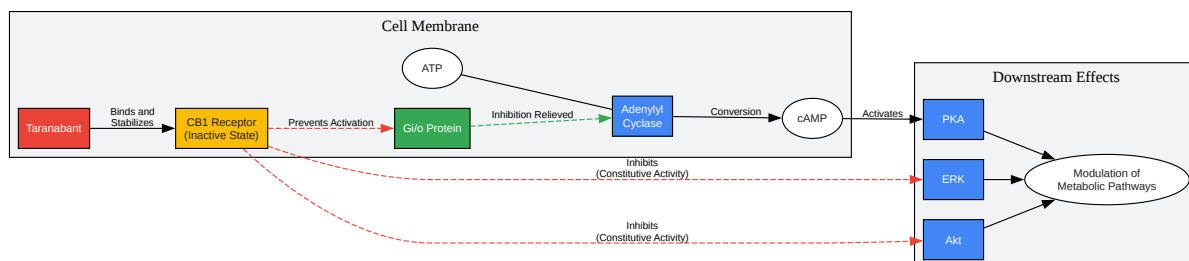 Cell Membrane
ATP
Downstream Effects
Taranabant
Binds and
Stabilizes
CB1 Receptor
(Inactive State)
Prevents Activation
Gi/o Protein
Inhibition Relieved
Adenylyl
Cyclase
Conversion
cAMP
Activates
PKA
Inhibits
(Constitutive Activity)
ERK
Modulation of
Metabolic Pathways
Inhibits
(Constitutive Activity)
Akt